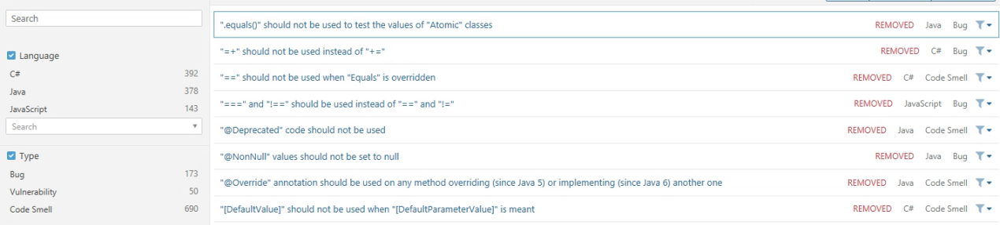 Search
Language
C# 392
Java 378
JavaScript 143
Search
Type
Bug 173
Vulnerability 50
Code Smell 690
".equals()" should not be used to test the values of "Atomic" classes REMOVED Java Bug
"=+" should not be used instead of "+=" REMOVED C# Bug
"==" should not be used when "Equals" is overridden REMOVED C# Code Smell
"===" and "!==" should be used instead of "==" and "!=" REMOVED JavaScript Bug
"@Deprecated" code should not be used REMOVED Java Code Smell
"@NonNull" values should not be set to null REMOVED Java Bug
"@Override" annotation should be used on any method overriding (since Java 5) or implementing (since Java 6) another one REMOVED Java Code Smell
"[DefaultValue]" should not be used when "[DefaultParameterValue]" is meant REMOVED C# Code Smell